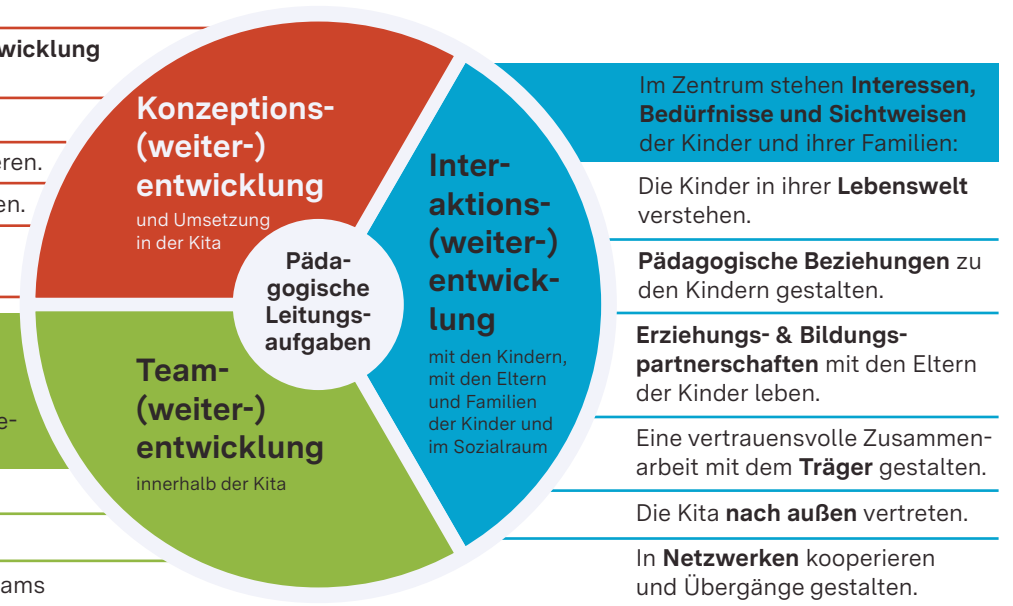 wicklung
eren.
en.
e-
ams
Konzeptions-
(weiter-)
entwicklung
und Umsetzung
in der Kita
Päda-
gogische
Leitungs-
aufgaben
Team-
(weiter-)
entwicklung
innerhalb der Kita
Inter-
aktions-
(weiter-)
entwick-
lung
mit den Kindern,
mit den Eltern
und Familien
der Kinder und
im Sozialraum
Im Zentrum stehen Interessen,
Bedürfnisse und Sichtweisen
der Kinder und ihrer Familien:
Die Kinder in ihrer Lebenswelt
verstehen.
Pädagogische Beziehungen zu
den Kindern gestalten.
Erziehungs- & Bildungs-
partnerschaften mit den Eltern
der Kinder leben.
Eine vertrauensvolle Zusammen-
arbeit mit dem Träger gestalten.
Die Kita nach außen vertreten.
In Netzwerken kooperieren
und Übergänge gestalten.